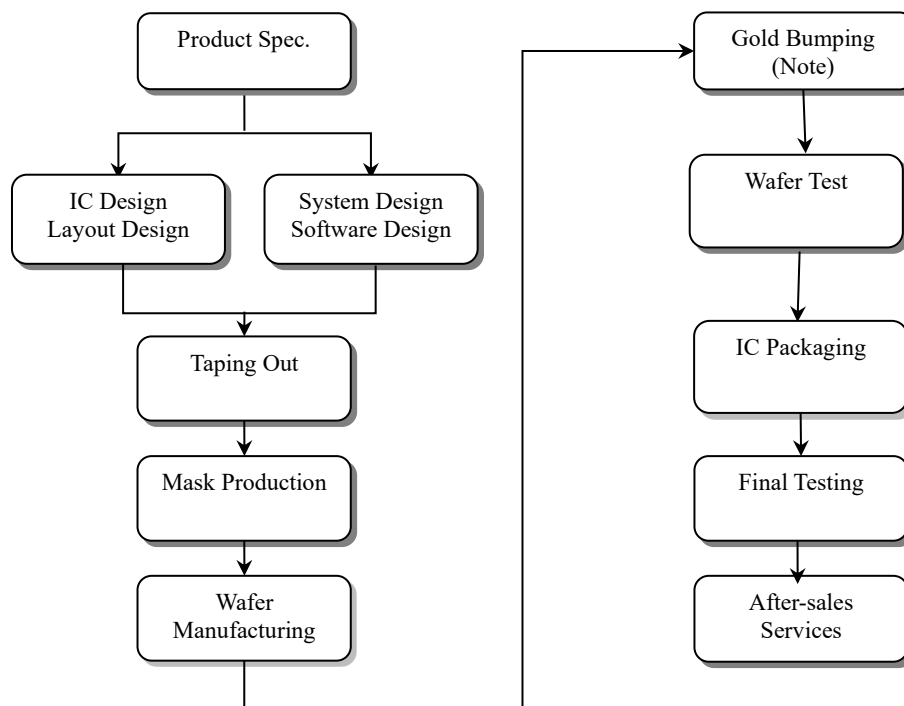 Product Spec.
IC Design
Layout Design
System Design
Software Design
Taping Out
Mask Production
Wafer
Manufacturing
Gold Bumping
(Note)
Wafer Test
IC Packaging
Final Testing
After-sales
Services